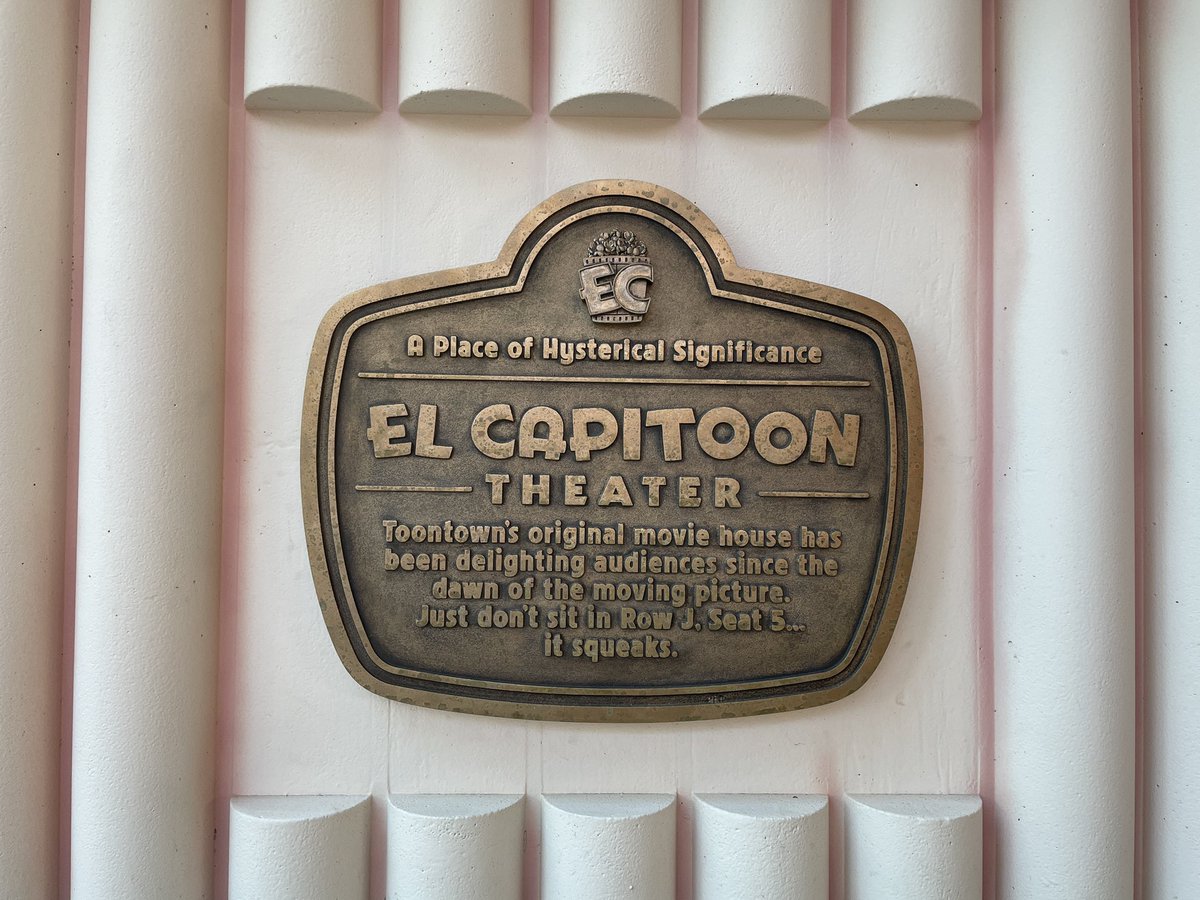 EC
A Place of Hysterical Significance
EL CAPITOON
THEATER
Toontown's original movie house has
been delighting audiences since the
dawn of the moving picture.
Just don't sit in Row J, Seat 5...
it squeaks.